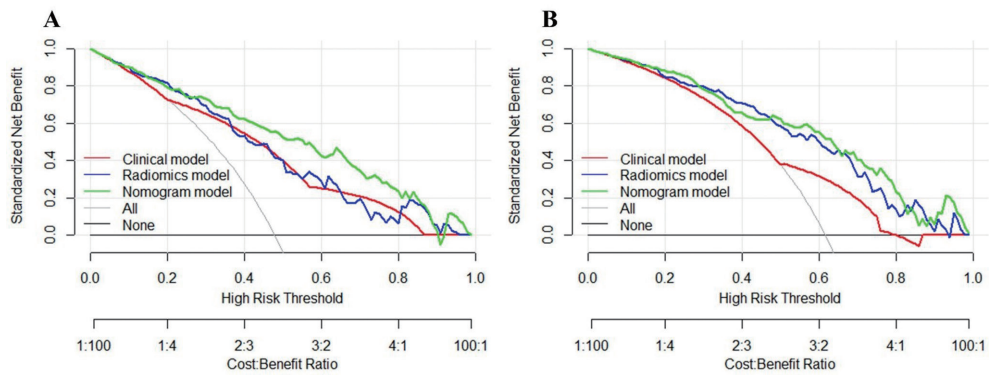 A
Standardized Net Benefit
1.0
0.8
0.6
0.4
0.2
0.0
Clinical model
Radiomics model
Nomogram model
All
None
0.0 0.2 0.4 0.6 0.8 1.0
High Risk Threshold
1:100 1:4 2:3 3:2 4:1 100:1
Cost:Benefit Ratio
B
Standardized Net Benefit
1.0
0.8
0.6
0.4
0.2
0.0
Clinical model
Radiomics model
Nomogram model
All
None
0.0 0.2 0.4 0.6 0.8 1.0
High Risk Threshold
1:100 1:4 2:3 3:2 4:1 100:1
Cost:Benefit Ratio